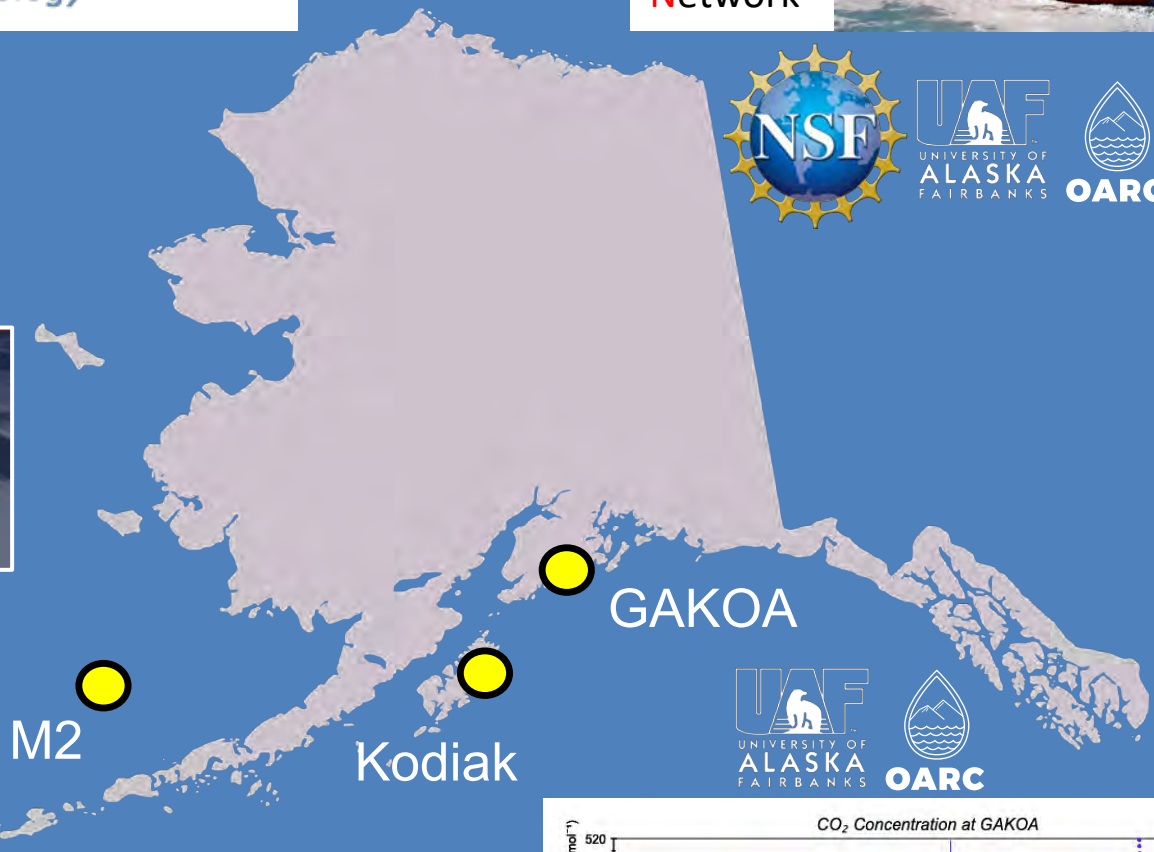 Network
NSF
UAF
UNIVERSITY OF
ALASKA
FAIRBANKS
OARC
GAKOA
M2
Kodiak
UAF
UNIVERSITY OF
ALASKA
FAIRBANKS
OARC
CO₂ Concentration at GAKOA
520